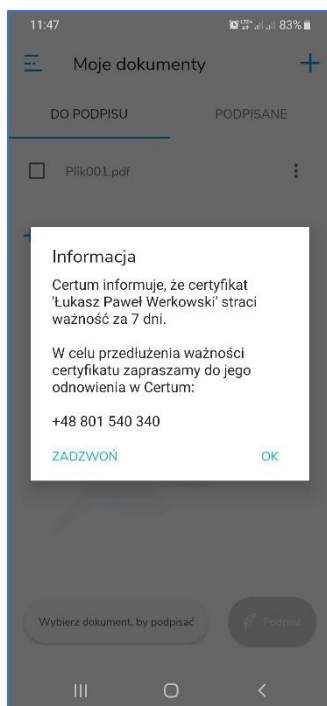 11:47
83%
Moje dokumenty
DO PODPISU PODPISANE
Plik001.pdf
Informacja
Certum informuje, że certyfikat
'Łukasz Paweł Werkowski' straci
ważność za 7 dni.
W celu przedłużenia ważności
certyfikatu zapraszamy do jego
odnowienia w Certum:
+48 801 540 340
ZADZWOŃ OK
Wybierz dokument, by podpisać Podpisz